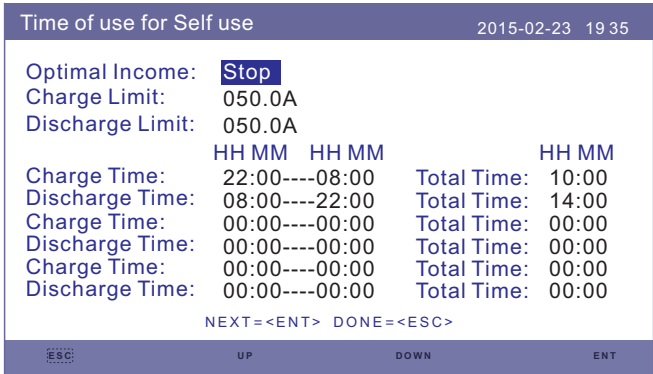 Time of use for Self use 2015-02-23 19 35
Optimal Income: Stop
Charge Limit: 050.0A
Discharge Limit: 050.0A
HH MM HH MM HH MM
Charge Time: 22:00----08:00 Total Time: 10:00
Discharge Time: 08:00----22:00 Total Time: 14:00
Charge Time: 00:00----00:00 Total Time: 00:00
Discharge Time: 00:00----00:00 Total Time: 00:00
Charge Time: 00:00----00:00 Total Time: 00:00
Discharge Time: 00:00----00:00 Total Time: 00:00
NEXT=<ENT> DONE=<ESC>
ESC UP DOWN ENT